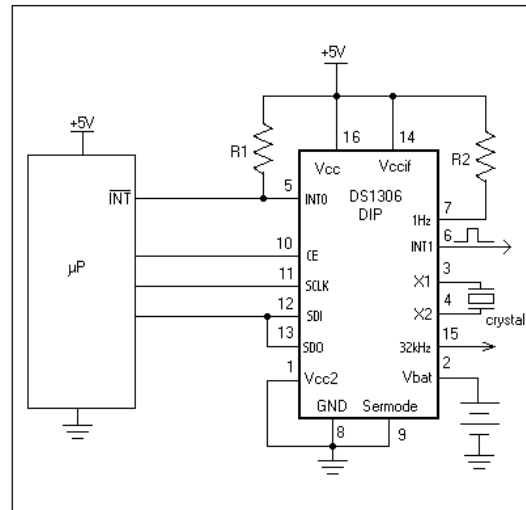 +5V
+5V
16
14
R1
R2
Vcc
Vccif
INT
5
INT0
DS1306
DIP
7
1Hz
6
INT1
µP
10
CE
3
X1
11
SCLK
4
X2
crystal
12
SDI
13
SDO
15
32kHz
1
Vcc2
2
Vbat
GND
Sermode
8
9